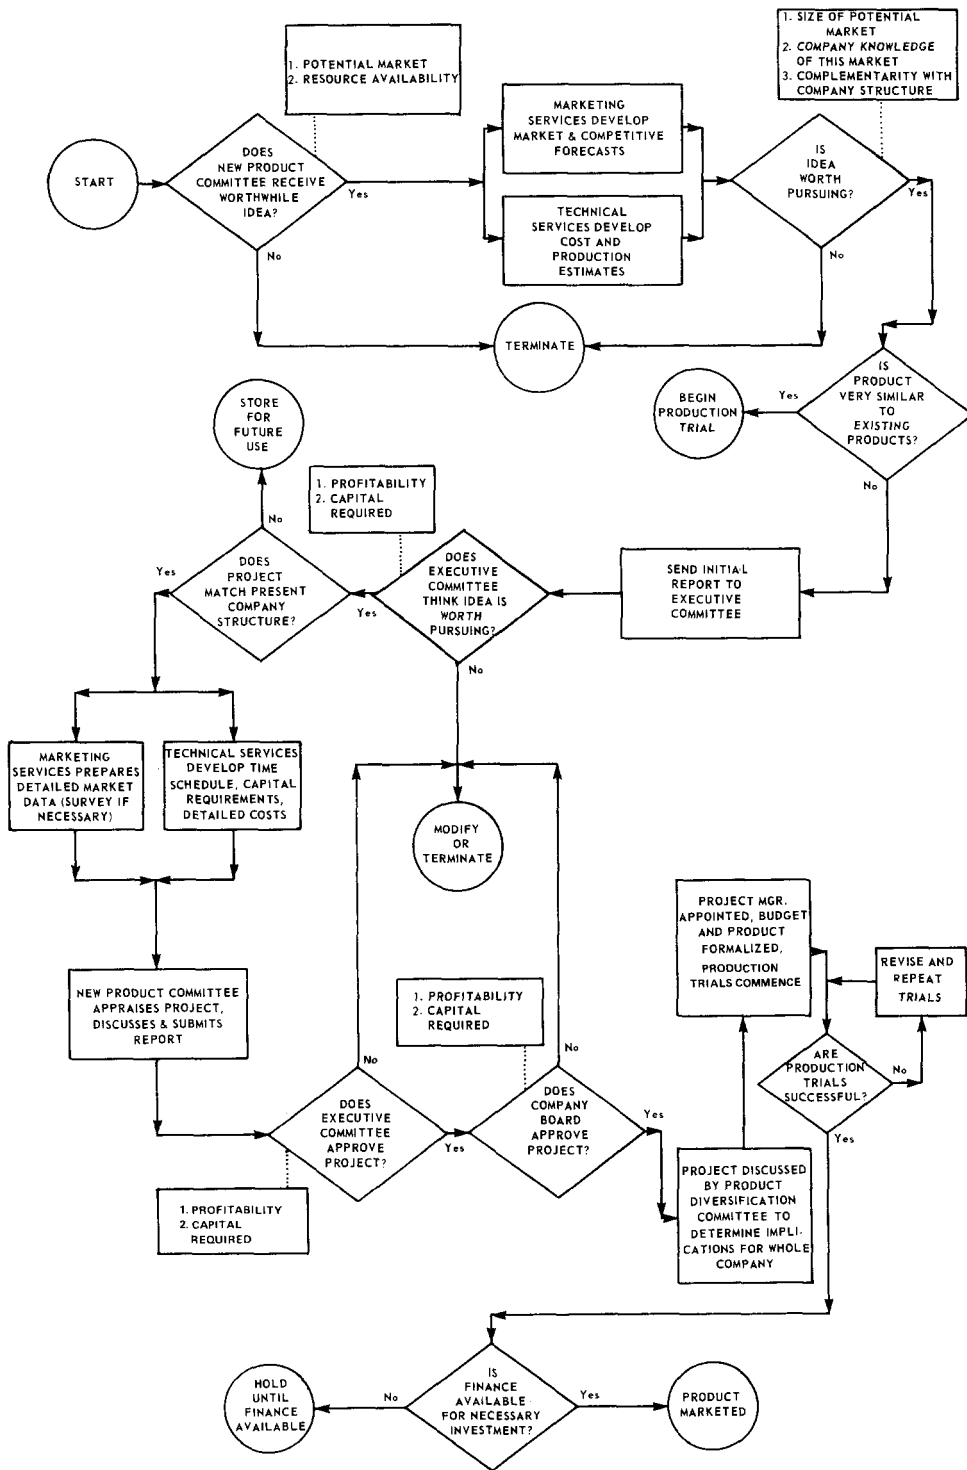 1. POTENTIAL MARKET
2. RESOURCE AVAILABILITY
1. SIZE OF POTENTIAL
MARKET
2. COMPANY KNOWLEDGE
OF THIS MARKET
3. COMPLEMENTARITY WITH
COMPANY STRUCTURE
START
DOES
NEW PRODUCT
COMMITTEE RECEIVE
WORTHWHILE
IDEA?
Yes
No
MARKETING
SERVICES DEVELOP
MARKET & COMPETITIVE
FORECASTS
TECHNICAL
SERVICES DEVELOP
COST AND
PRODUCTION
ESTIMATES
IS
IDEA
WORTH
PURSUING?
Yes
No
TERMINATE
IS
PRODUCT
VERY SIMILAR
TO
EXISTING
PRODUCTS?
Yes
No
BEGIN
PRODUCTION
TRIAL
STORE
FOR
FUTURE
USE
1. PROFITABILITY
2. CAPITAL
REQUIRED
No
DOES
PROJECT
MATCH PRESENT
COMPANY
STRUCTURE?
Yes
Yes
DOES
EXECUTIVE
COMMITTEE
THINK IDEA IS
WORTH
PURSUING?
No
SEND INITIAL
REPORT TO
EXECUTIVE
COMMITTEE
MARKETING
SERVICES PREPARES
DETAILED MARKET
DATA (SURVEY IF
NECESSARY)
TECHNICAL SERVICES
DEVELOP TIME
SCHEDULE, CAPITAL
REQUIREMENTS,
DETAILED COSTS
MODIFY
OR
TERMINATE
NEW PRODUCT COMMITTEE
APPRAISES PROJECT,
DISCUSSES & SUBMITS
REPORT
1. PROFITABILITY
2. CAPITAL
REQUIRED
PROJECT MGR.
APPOINTED, BUDGET
AND PRODUCT
FORMALIZED,
PRODUCTION
TRIALS COMMENCE
REVISE AND
REPEAT
TRIALS
No
DOES
EXECUTIVE
COMMITTEE
APPROVE
PROJECT?
Yes
No
DOES
COMPANY
BOARD
APPROVE
PROJECT?
Yes
ARE
PRODUCTION
TRIALS
SUCCESSFUL?
No
Yes
1. PROFITABILITY
2. CAPITAL
REQUIRED
PROJECT DISCUSSED
BY PRODUCT
DIVERSIFICATION
COMMITTEE TO
DETERMINE IMPLI-
CATIONS FOR WHOLE
COMPANY
HOLD
UNTIL
FINANCE
AVAILABLE
No
IS
FINANCE
AVAILABLE
FOR NECESSARY
INVESTMENT?
Yes
PRODUCT
MARKETED